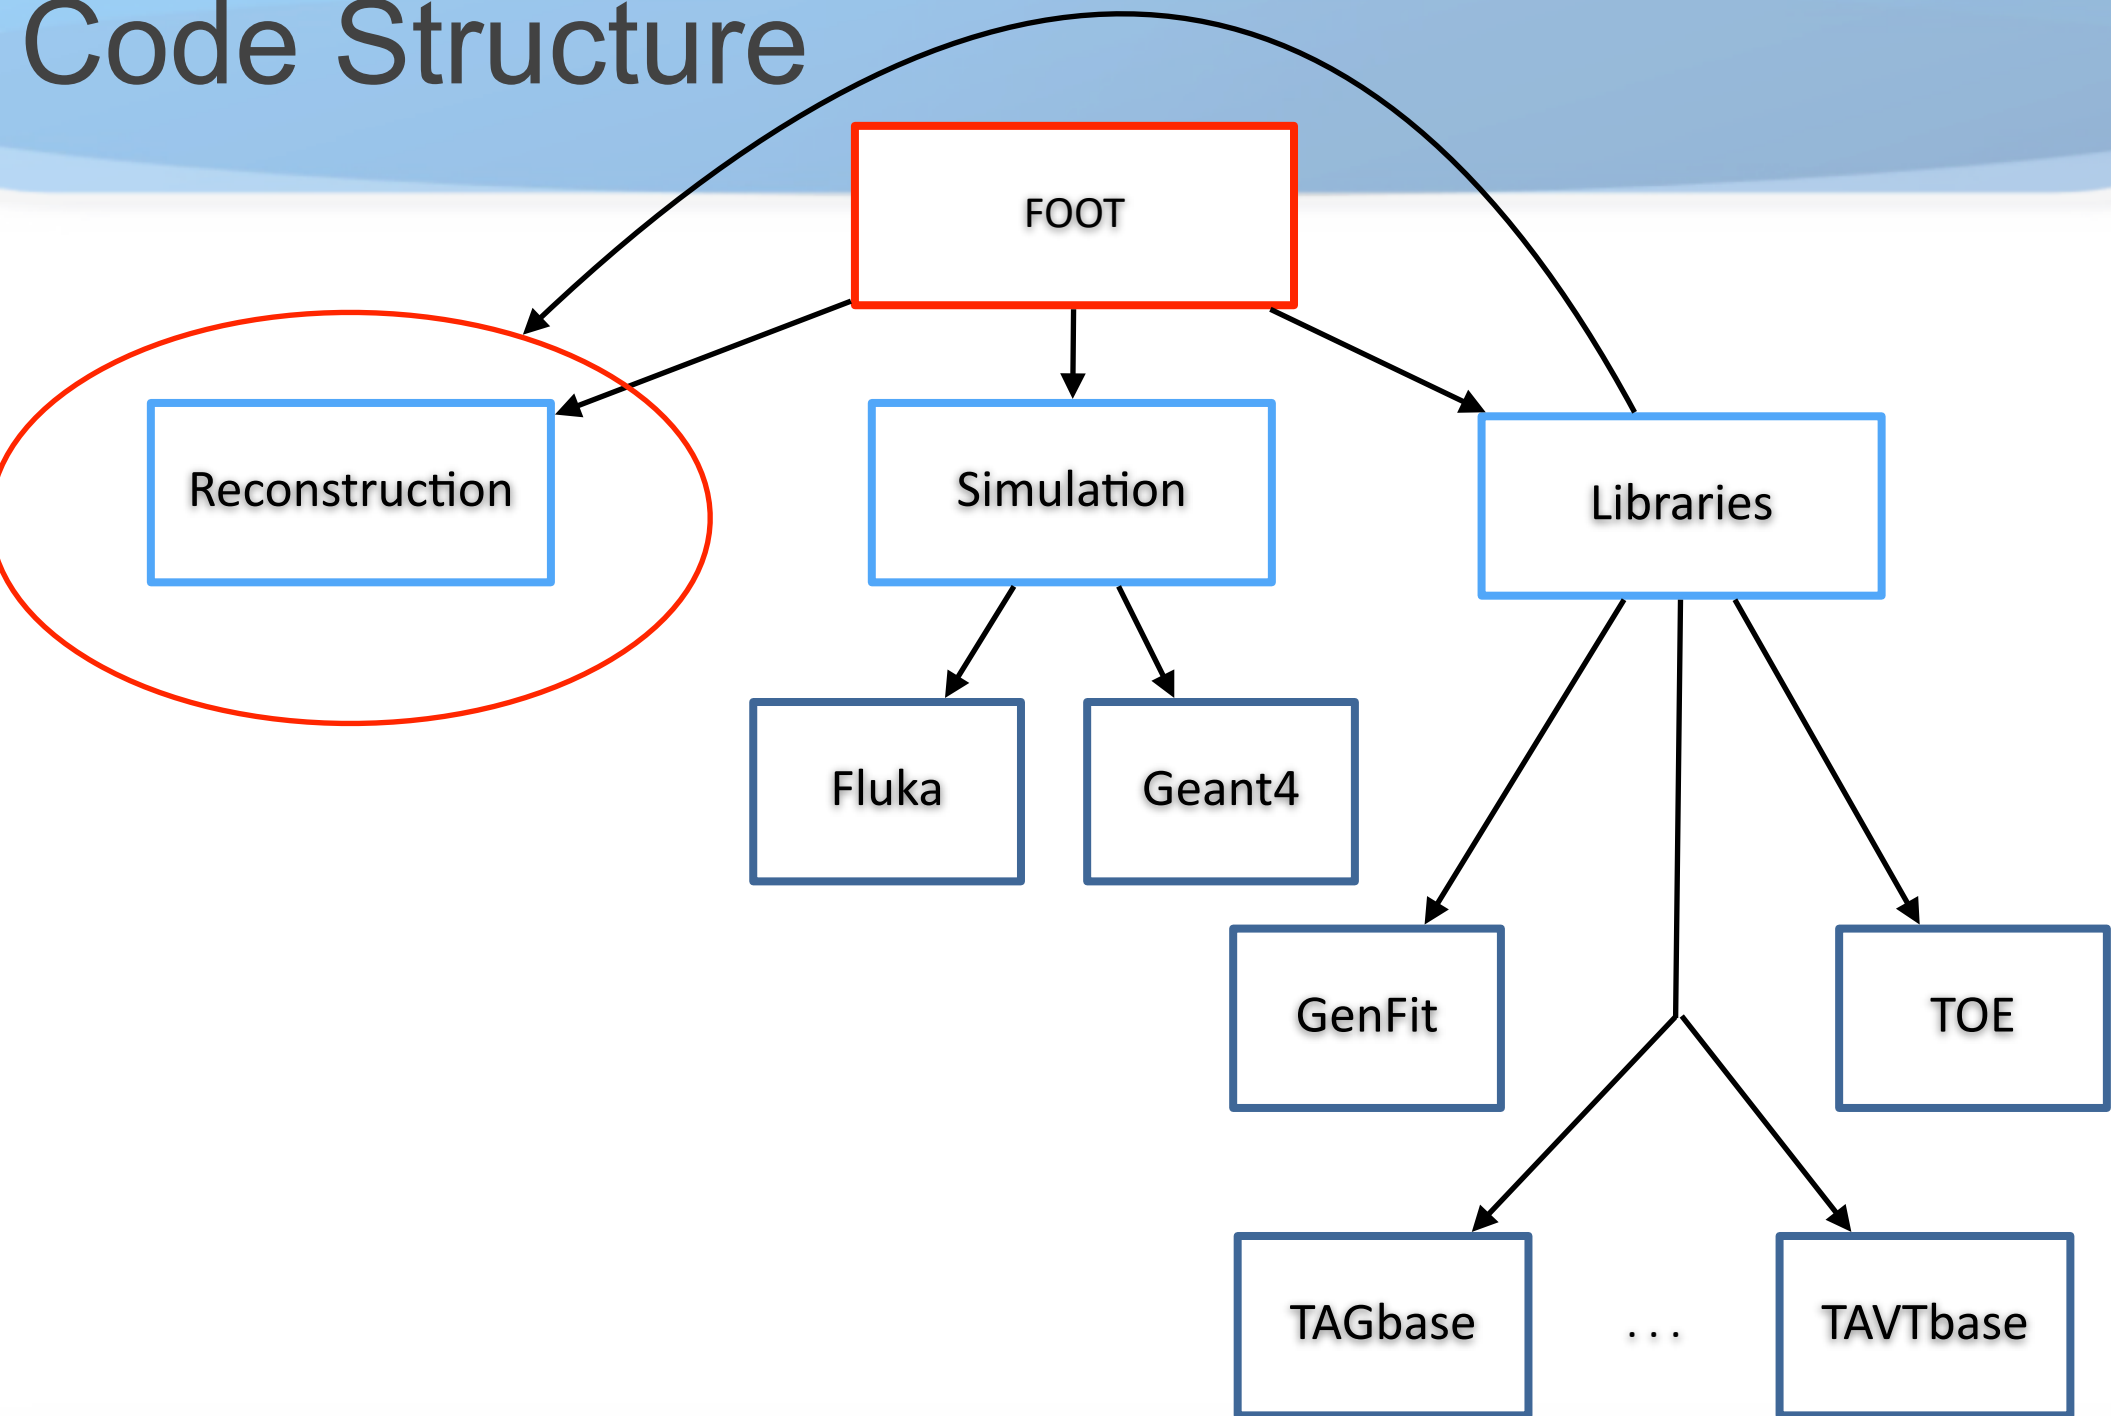 Code Structure
FOOT
Reconstruction
Simulation
Libraries
Fluka
Geant4
GenFit
TOE
TAGbase
. . .
TAVTbase